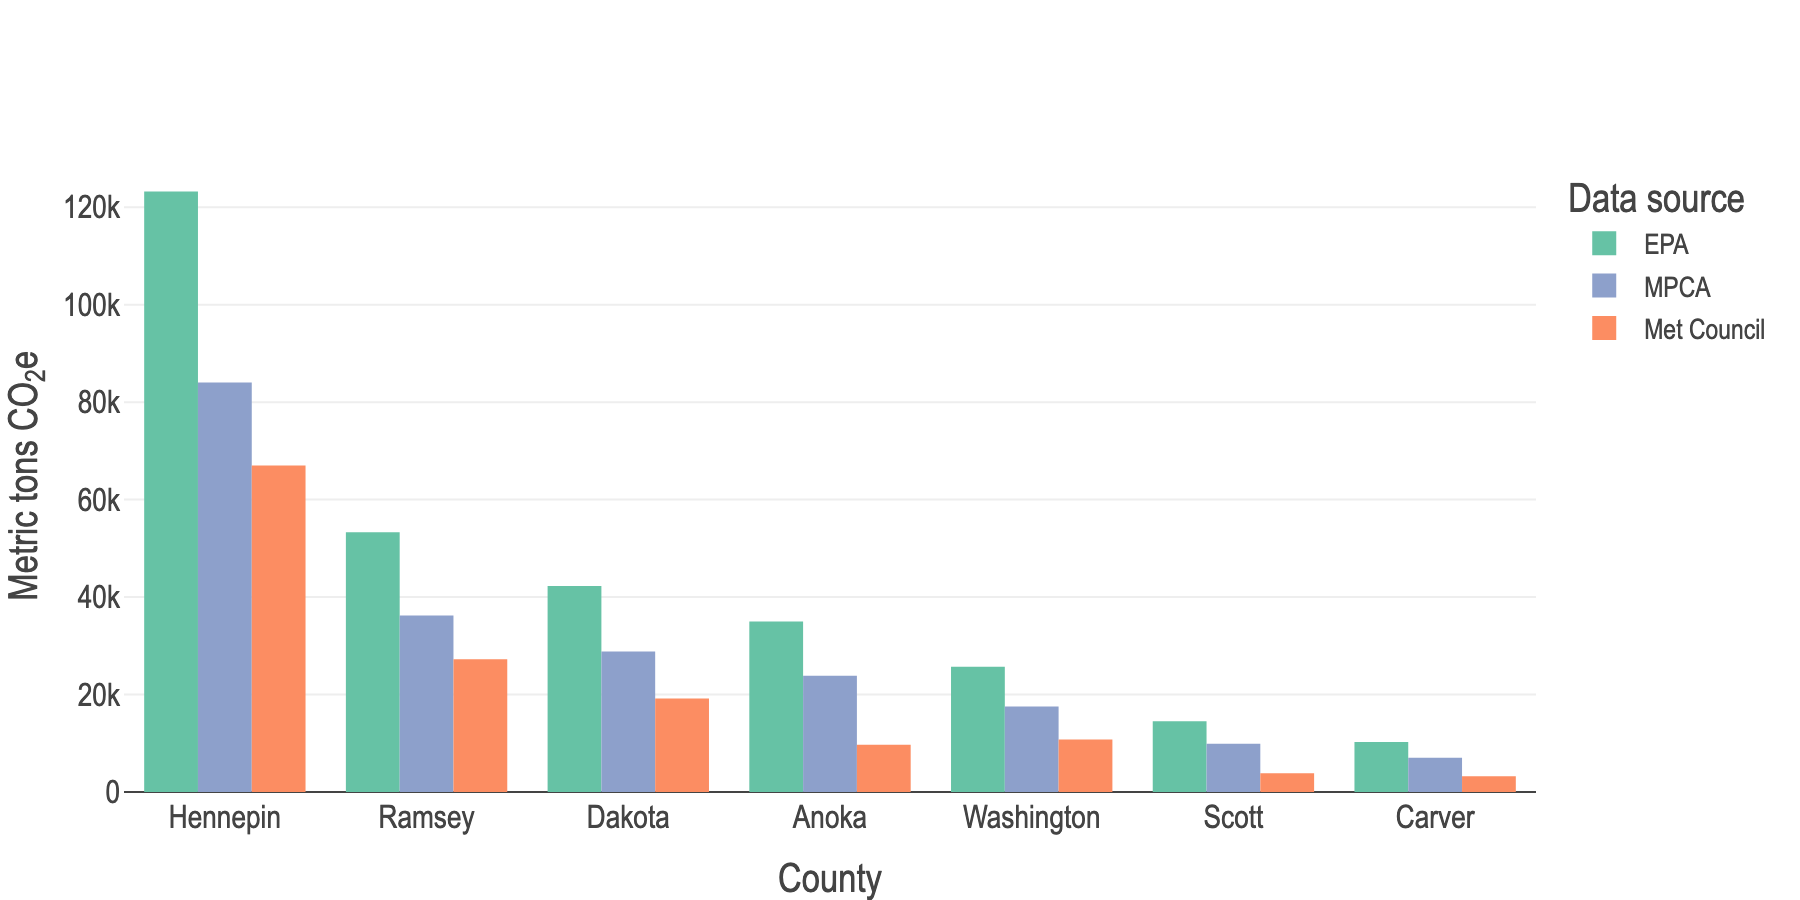 Metric tons CO₂e
120k
100k
80k
60k
40k
20k
0
Hennepin Ramsey Dakota Anoka Washington Scott Carver
County
Data source
EPA
MPCA
Met Council